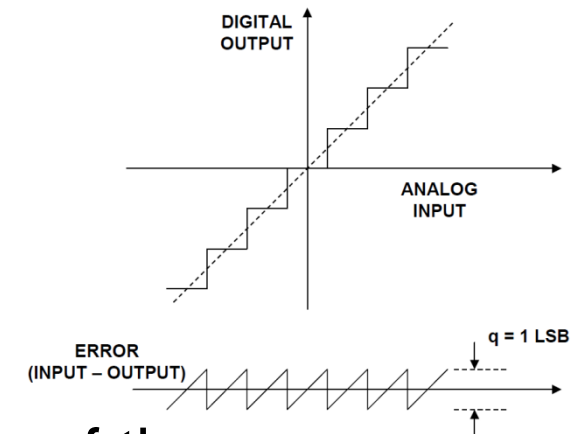 DIGITAL
OUTPUT
ANALOG
INPUT
q = 1 LSB
ERROR
(INPUT – OUTPUT)